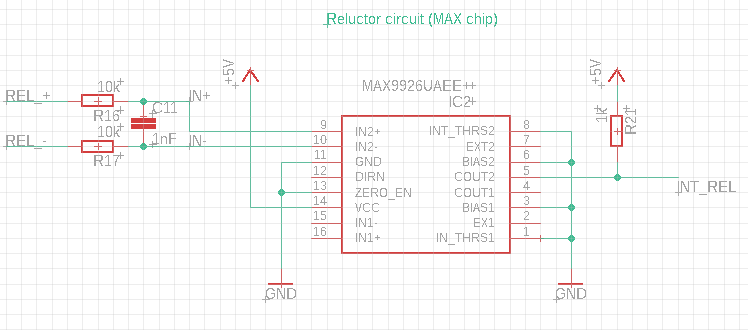 Reluctor circuit (MAX chip)
+5V
+5V
MAX9926UAEE++
IC2+
REL_+
10k
R16
C11
1nF
IN+
REL_-
10k
R17
IN-
1k
R21
9 IN2+ INT_THRS2 8
10 IN2- EXT2 7
11 GND BIAS2 6
12 DIRN COUT2 5
13 ZERO_EN COUT1 4
14 VCC BIAS1 3
15 IN1- EX1 2
16 IN1+ IN_THRS1 1
NT_REL
GND
GND